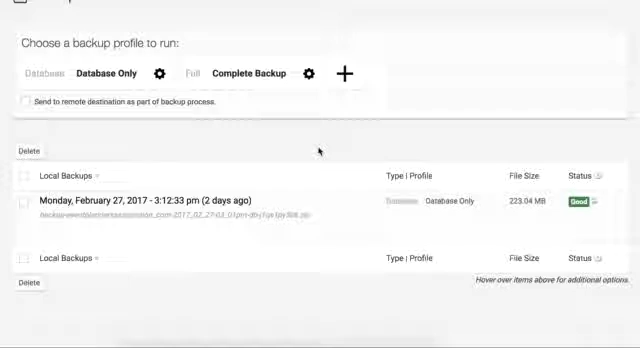 Choose a backup profile to run:
Database Database Only Full Complete Backup
Send to remote destination as part of backup process.
Delete
Local Backups Type | Profile File Size Status
Monday, February 27, 2017 - 3:12:33 pm (2 days ago) Database Database Only 223.04 MB Good
Local Backups Type | Profile File Size Status
Delete
Hover over items above for additional options.